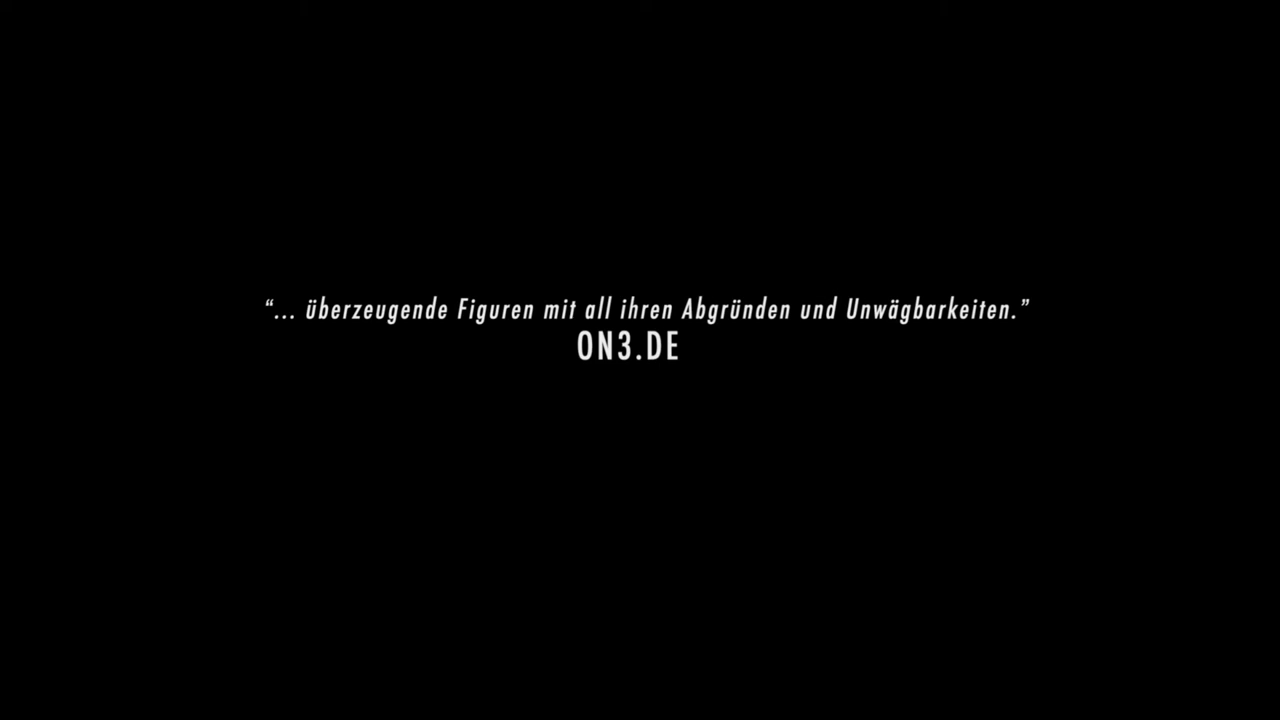 “... überzeugende Figuren mit all ihren Abgründen und Unwägbarkeiten.”
ON3.DE